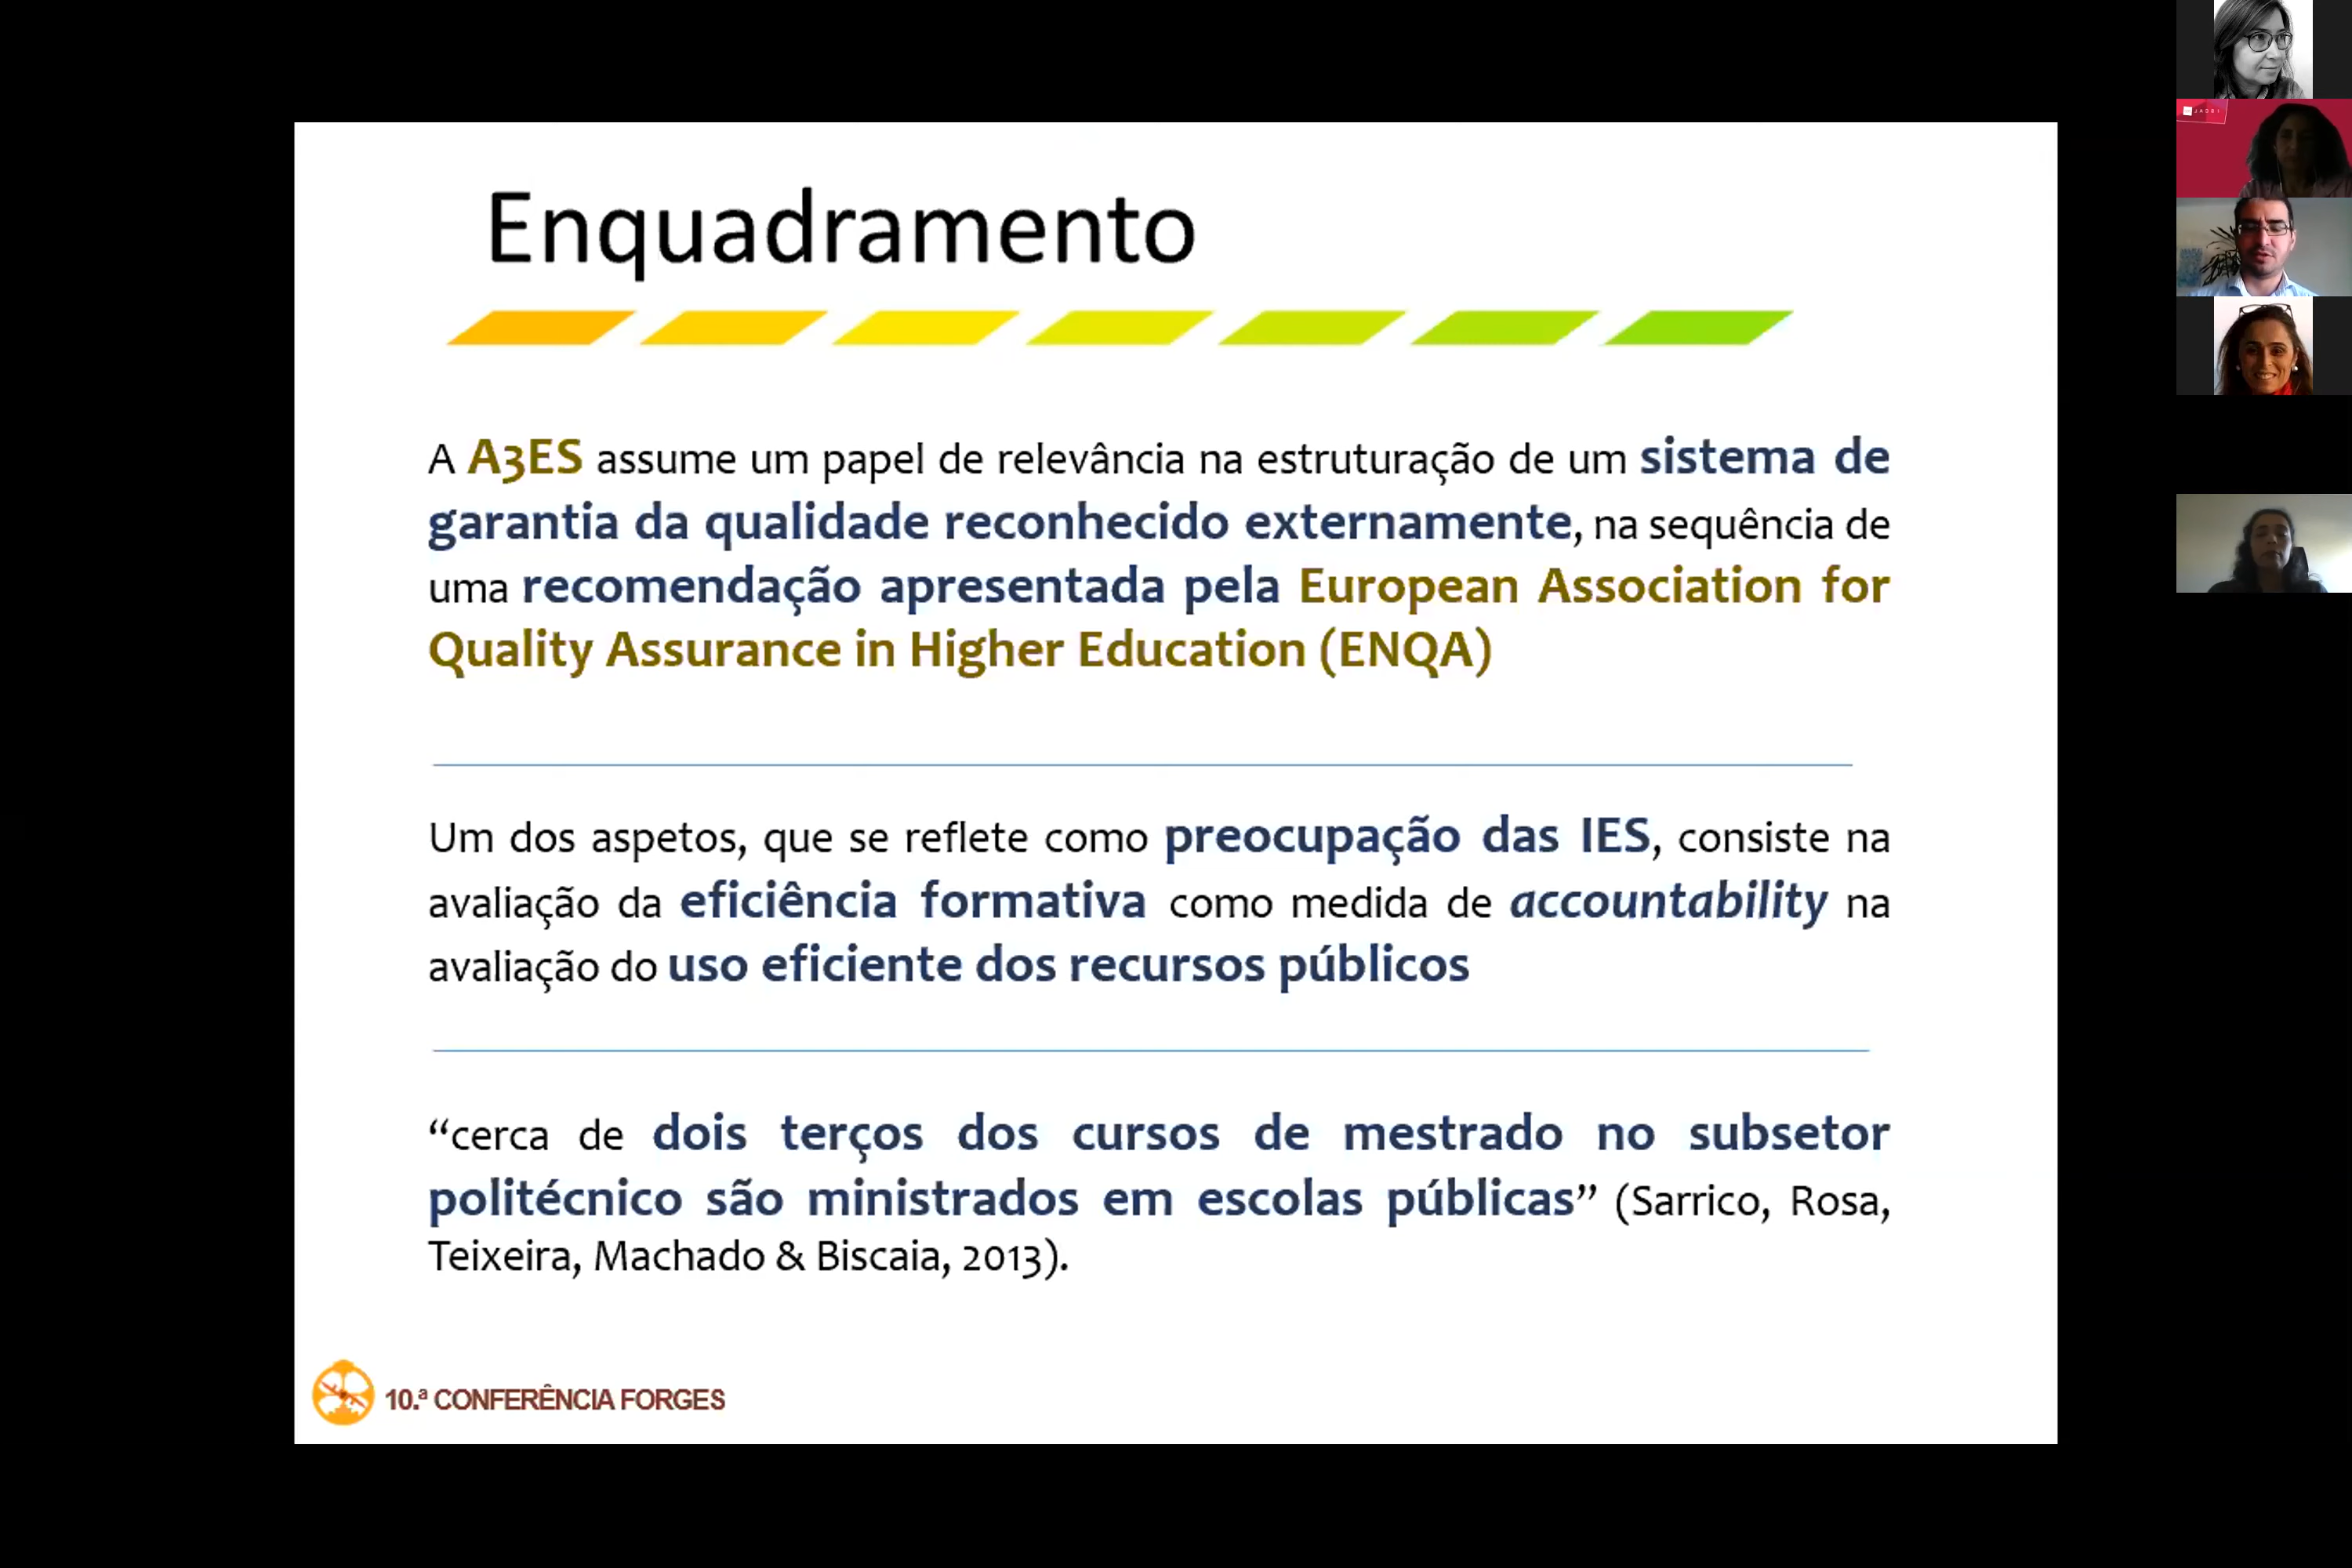 Enquadramento
A A3ES assume um papel de relevância na estruturação de um sistema de
garantia da qualidade reconhecido externamente, na sequência de
uma recomendação apresentada pela European Association for
Quality Assurance in Higher Education (ENQA)
Um dos aspetos, que se reflete como preocupação das IES, consiste na
avaliação da eficiência formativa como medida de accountability na
avaliação do uso eficiente dos recursos públicos
“cerca de dois terços dos cursos de mestrado no subsetor
politécnico são ministrados em escolas públicas” (Sarrico, Rosa,
Teixeira, Machado & Biscaia, 2013).
10.ª CONFERÊNCIA FORGES